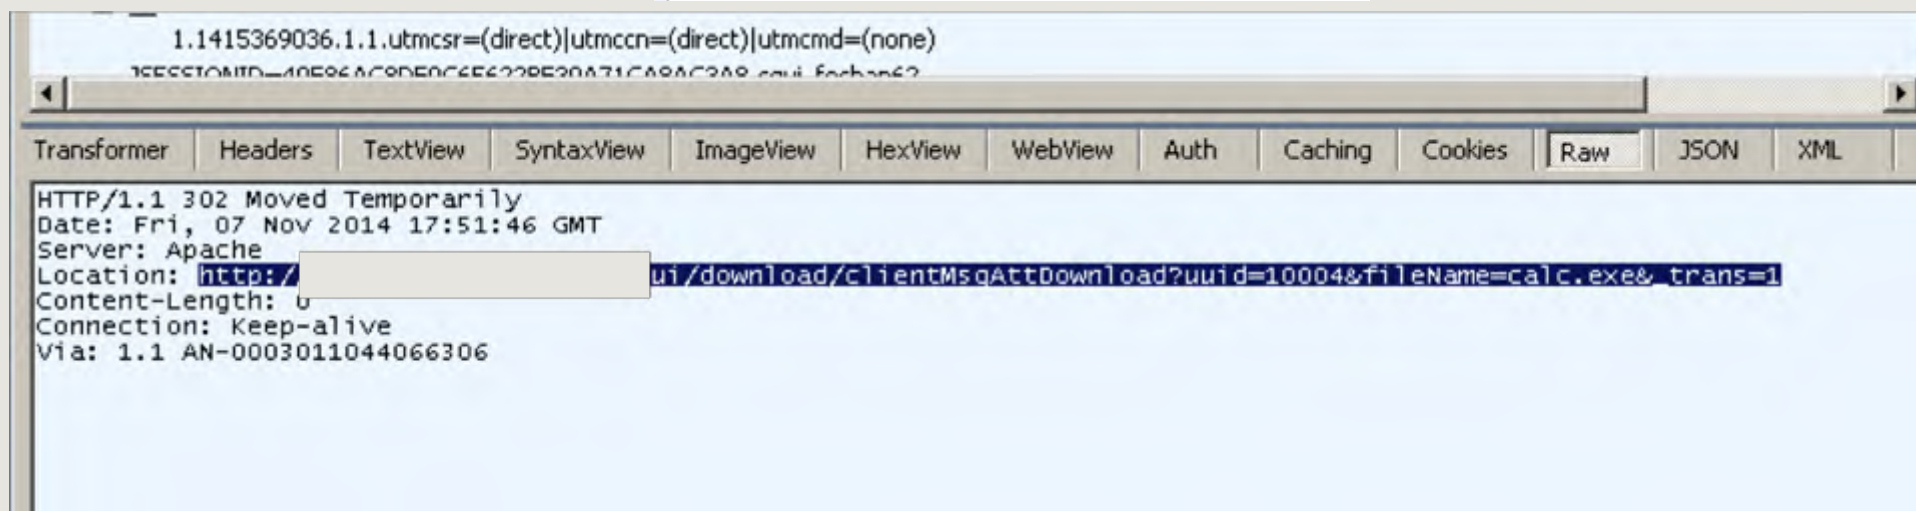 1.1415369036.1.1.utmcsr=(direct)|utmccn=(direct)|utmcmd=(none)
Transformer Headers TextView SyntaxView ImageView HexView WebView Auth Caching Cookies Raw JSON XML
HTTP/1.1 302 Moved Temporarily
Date: Fri, 07 Nov 2014 17:51:46 GMT
Server: Apache
Location: http:/ ui/download/clientMsgAttDownload?uuid=10004&fileName=calc.exe&_trans=1
Content-Length: 0
Connection: Keep-alive
Via: 1.1 AN-0003011044066306